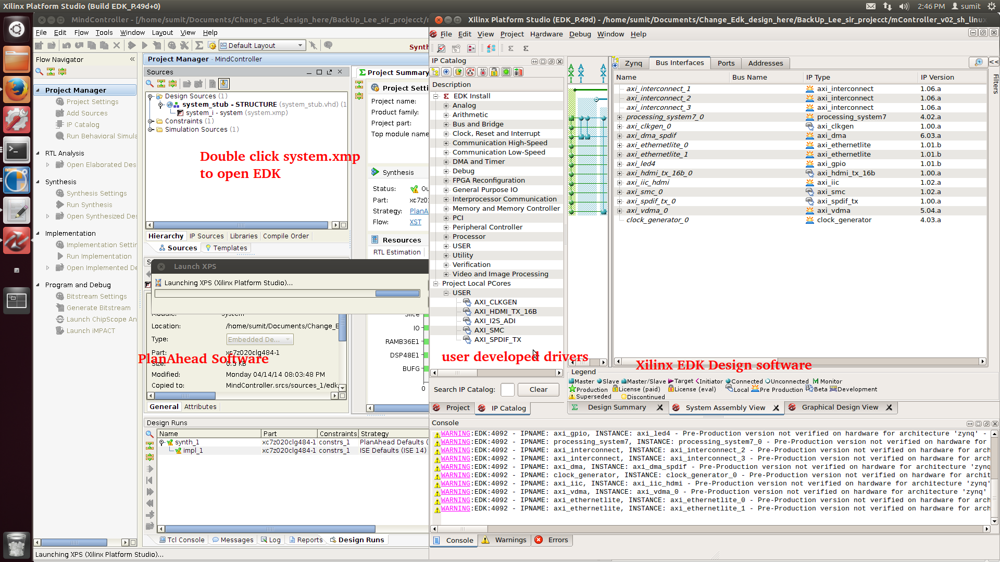 Xilinx Platform Studio (Build EDK_P.49d+0)
2:46 PM
sumit
MindController - [/home/sumit/Documents/Change_Edk_design_here/BackUp_Lee_sir_projecct/
File Edit Flow Tools Window Layout View Help
Default Layout
Synth
Flow Navigator
Project Manager
Project Settings
Add Sources
IP Catalog
Run Behavioral Simula
RTL Analysis
Open Elaborated Des
Synthesis
Synthesis Settings
Run Synthesis
Open Synthesized Des
Implementation
Implementation Settin
Run Implementation
Open Implemented D
Program and Debug
Bitstream Settings
Generate Bitstream
Launch ChipScope An
Launch iMPACT
Project Manager - MindController
Sources
Design Sources (1)
system_stub - STRUCTURE (system_stub.vhd) (1
system_i - system (system.xmp)
Constraints (1)
Simulation Sources (1)
Double click system.xmp
to open EDK
Hierarchy IP Sources Libraries Compile Order
Sources Templates
Project Summary
Project Setti
Project name:
Product family:
Project part:
Top module name
Synthesis
Status: Ou
Part: xc7z0
Strategy: PlanA
Flow: XST
Resources
RTL Estimation
Slice
IO
RAMB36E1
DSP48E1
BUFG
0
Launch XPS
Launching XPS (Xilinx Platform Studio)...
Module: system
Location: /home/sumit/Documents/Change_E
Type: Embedded De...
Part: xc7z020clg484-1
Size: 0.5 KB
PlanAhead Software
Modified: Monday 04/14/14 08:03:48 PM
Copied to: MindController.srcs/sources_1/edk
General Attributes
Design Runs
Name Part Constraints Strategy
synth_1 xc7z020clg484-1 constrs_1 PlanAhead Defaults (
impl_1 xc7z020clg484-1 constrs_1 ISE Defaults (ISE 14)
Tcl Console Messages Log Reports Design Runs
Launching XPS (Xilinx Platform Studio)...
Xilinx Platform Studio (EDK_P.49d) - /home/sumit/Documents/Change_Edk_design_here/BackUp_Lee_sir_projecct/mController_v02_sh_linux
File Edit View Project Hardware Debug Window Help
IP Catalog
Description
EDK Install
Analog
Arithmetic
Bus and Bridge
Clock, Reset and Interrupt
Communication High-Speed
Communication Low-Speed
DMA and Timer
Debug
FPGA Reconfiguration
General Purpose IO
Interprocessor Communication
Memory and Memory Controller
PCI
Peripheral Controller
Processor
USER
Utility
Verification
Video and Image Processing
Project Local PCores
USER
AXI_CLKGEN
AXI_HDMI_TX_16B
AXI_I2S_ADI
AXI_SMC
AXI_SPDIF_TX
user developed drivers
Search IP Catalog: Clear
Project IP Catalog
Zynq Bus Interfaces Ports Addresses
<<
Filters
Name Bus Name IP Type IP Version
axi_interconnect_1 axi_interconnect 1.06.a
axi_interconnect_2 axi_interconnect 1.06.a
axi_interconnect_3 axi_interconnect 1.06.a
processing_system7_0 processing_system7 4.02.a
axi_clkgen_0 axi_clkgen 1.00.a
axi_dma_spdif axi_dma 6.03.a
axi_ethernetlite_0 axi_ethernetlite 1.01.b
axi_ethernetlite_1 axi_ethernetlite 1.01.b
axi_led4 axi_gpio 1.01.b
axi_hdmi_tx_16b_0 axi_hdmi_tx_16b 1.00.a
axi_iic_hdmi axi_iic 1.02.a
axi_smc_0 axi_smc 1.02.a
axi_spdif_tx_0 axi_spdif_tx 1.00.a
axi_vdma_0 axi_vdma 5.04.a
clock_generator_0 clock_generator 4.03.a
Xilinx EDK Design software
Legend
Master Slave Master/Slave Target Initiator Connected Unconnected M Monitor
Production License (paid) License (eval) Local Pre Production Beta Development
Superseded Discontinued
Design Summary System Assembly View Graphical Design View
Console
WARNING:EDK:4092 - IPNAME: axi_gpio, INSTANCE: axi_led4 - Pre-Production version not verified on hardware for architecture 'zynq' -
WARNING:EDK:4092 - IPNAME: processing_system7, INSTANCE: processing_system7_0 - Pre-Production version not verified on hardware for
WARNING:EDK:4092 - IPNAME: axi_interconnect, INSTANCE: axi_interconnect_2 - Pre-Production version not verified on hardware for arch
WARNING:EDK:4092 - IPNAME: axi_interconnect, INSTANCE: axi_interconnect_3 - Pre-Production version not verified on hardware for arch
WARNING:EDK:4092 - IPNAME: axi_dma, INSTANCE: axi_dma_spdif - Pre-Production version not verified on hardware for architecture 'zynq
WARNING:EDK:4092 - IPNAME: clock_generator, INSTANCE: clock_generator_0 - Pre-Production version not verified on hardware for archit
WARNING:EDK:4092 - IPNAME: axi_iic, INSTANCE: axi_iic_hdmi - Pre-Production version not verified on hardware for architecture 'zynq'
WARNING:EDK:4092 - IPNAME: axi_vdma, INSTANCE: axi_vdma_0 - Pre-Production version not verified on hardware for architecture 'zynq'
WARNING:EDK:4092 - IPNAME: axi_ethernetlite, INSTANCE: axi_ethernetlite_0 - Pre-Production version not verified on hardware for arch
WARNING:EDK:4092 - IPNAME: axi_ethernetlite, INSTANCE: axi_ethernetlite_1 - Pre-Production version not verified on hardware for arch
Console Warnings Errors